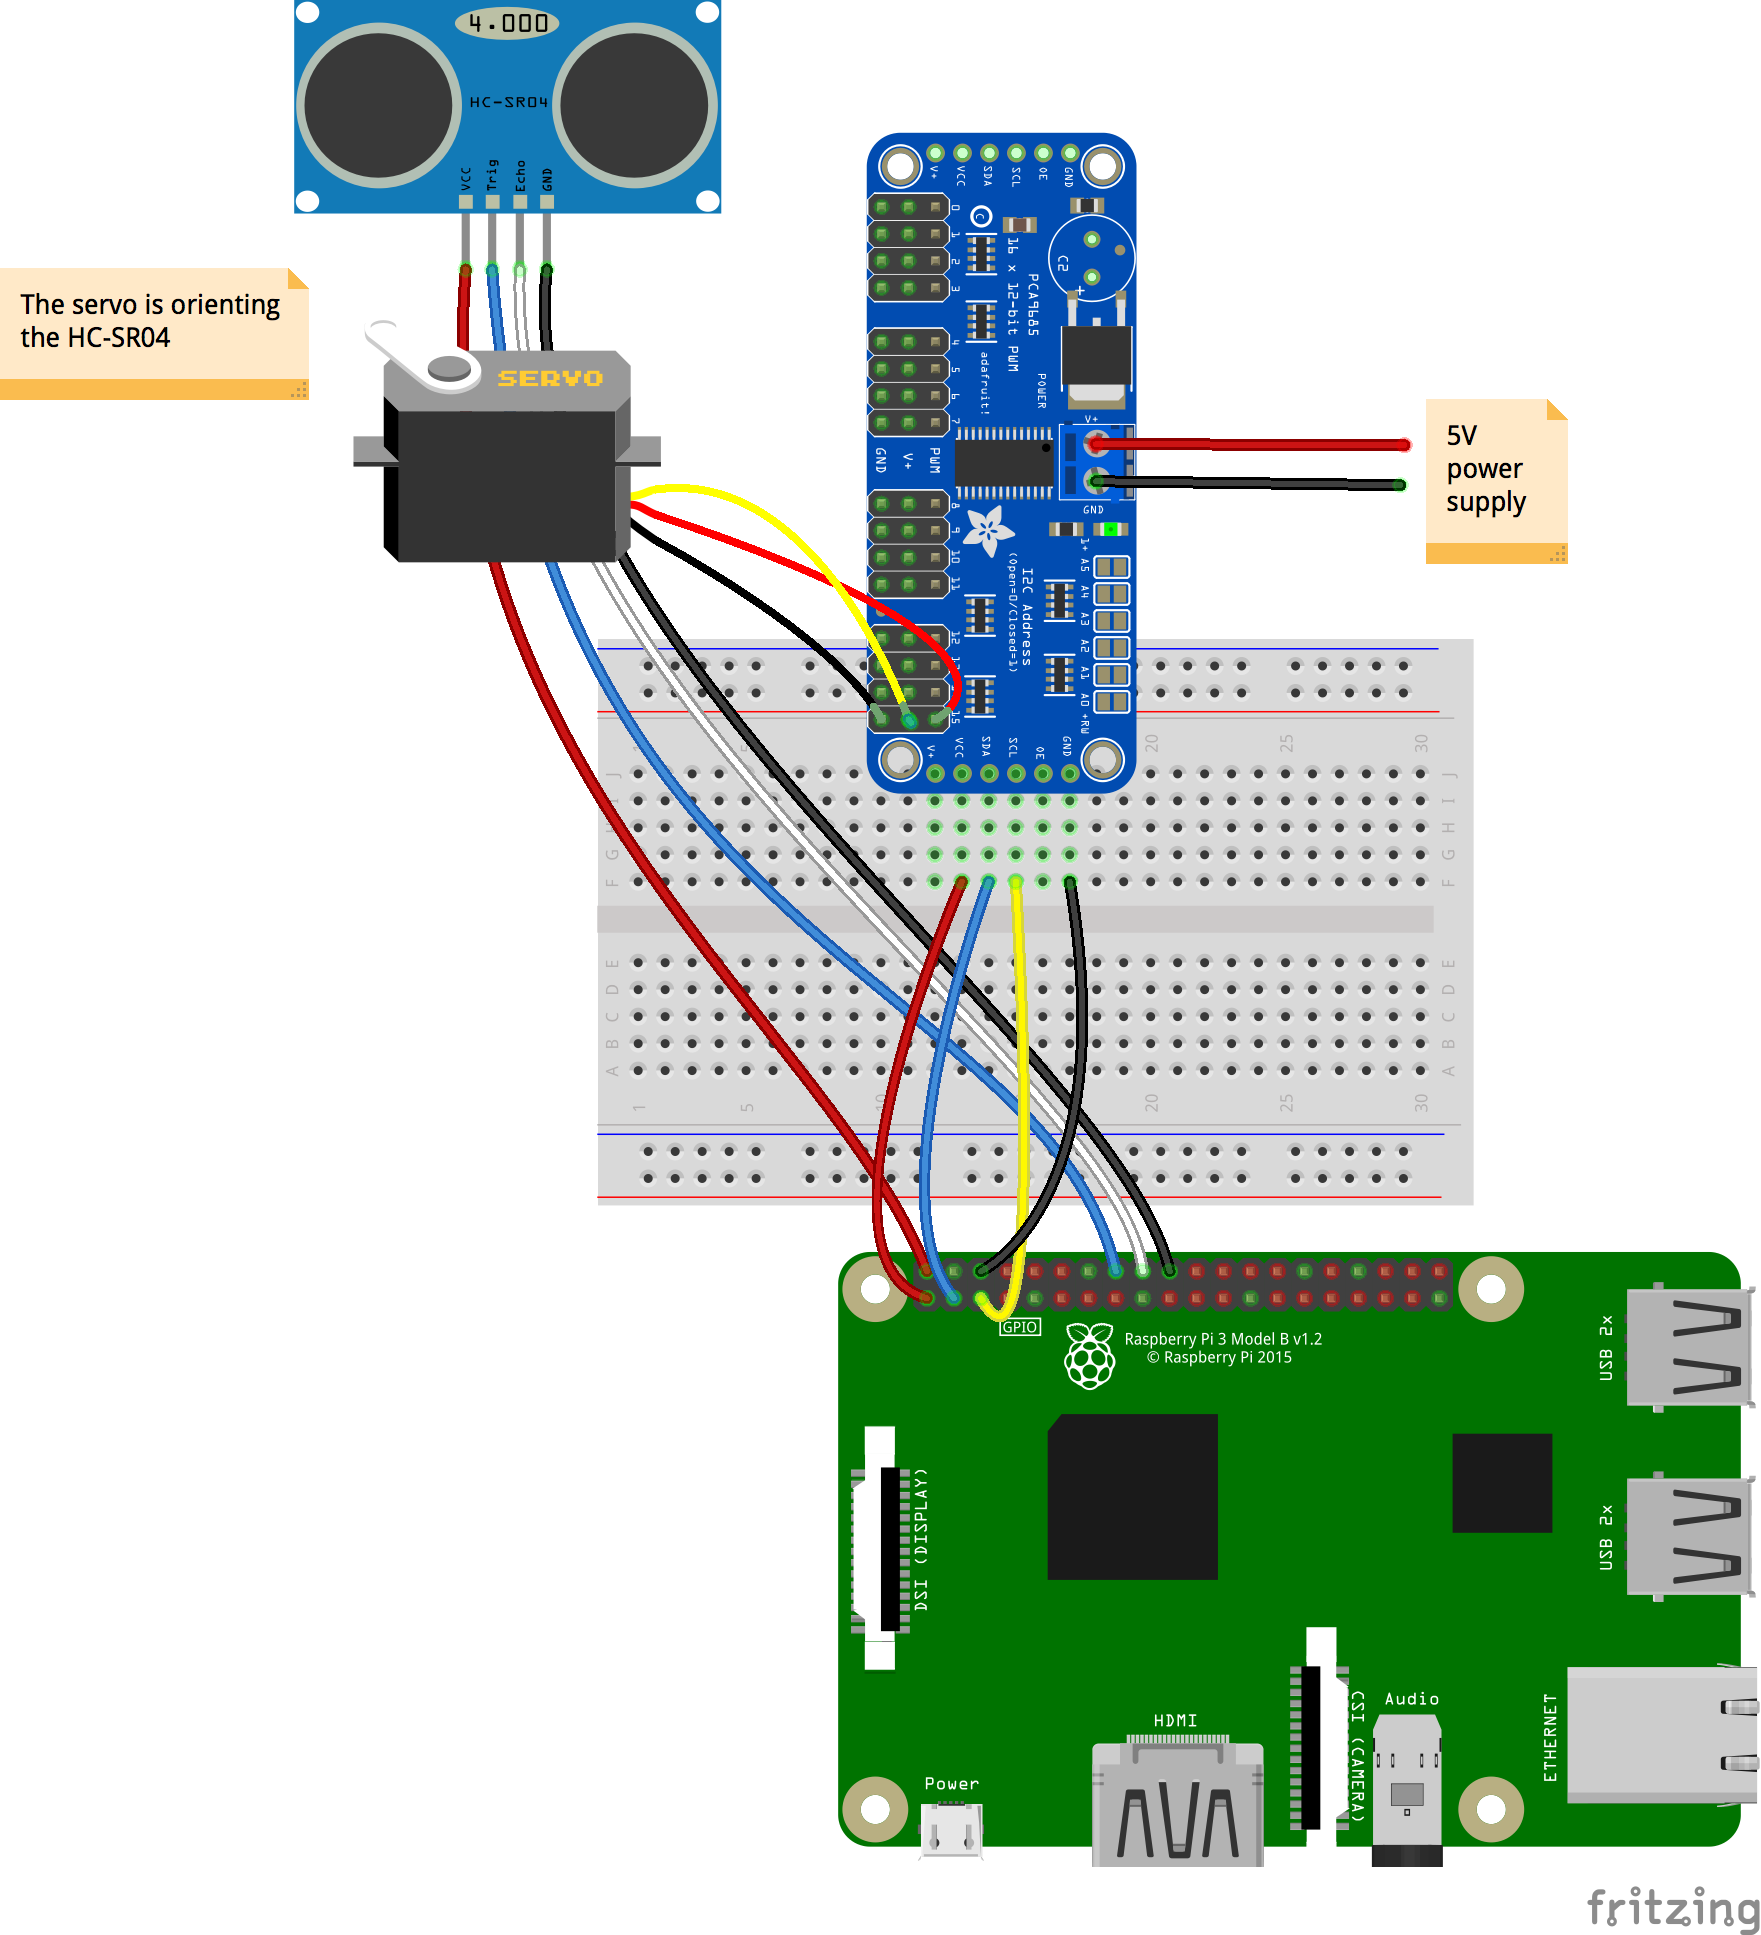 4.000
HC-SR04
VCC
Trig
Echo
GND
The servo is orienting
the HC-SR04
SERVO
V+
VCC
SDA
SCL
OE
GND
0
1
2
3
4
5
6
7
GND
V+
PWM
8
9
10
11
12
15
16 x 12-bit PWM
PCA9685
adafruit!
POWER
C2
+
V+
GND
I2C Address
(Open=0/Closed=1)
A5
A4
A3
A2
A1
A0
V+
VCC
SDA
SCL
OE
GND
5V
power
supply
20
25
30
J
I
H
G
F
E
D
C
B
A
J
I
H
G
F
E
D
C
B
A
1
5
10
20
25
30
GPIO
Raspberry Pi 3 Model B v1.2
© Raspberry Pi 2015
USB 2x
USB 2x
DSI (DISPLAY)
CSI (CAMERA)
Audio
HDMI
Power
ETHERNET
fritzing